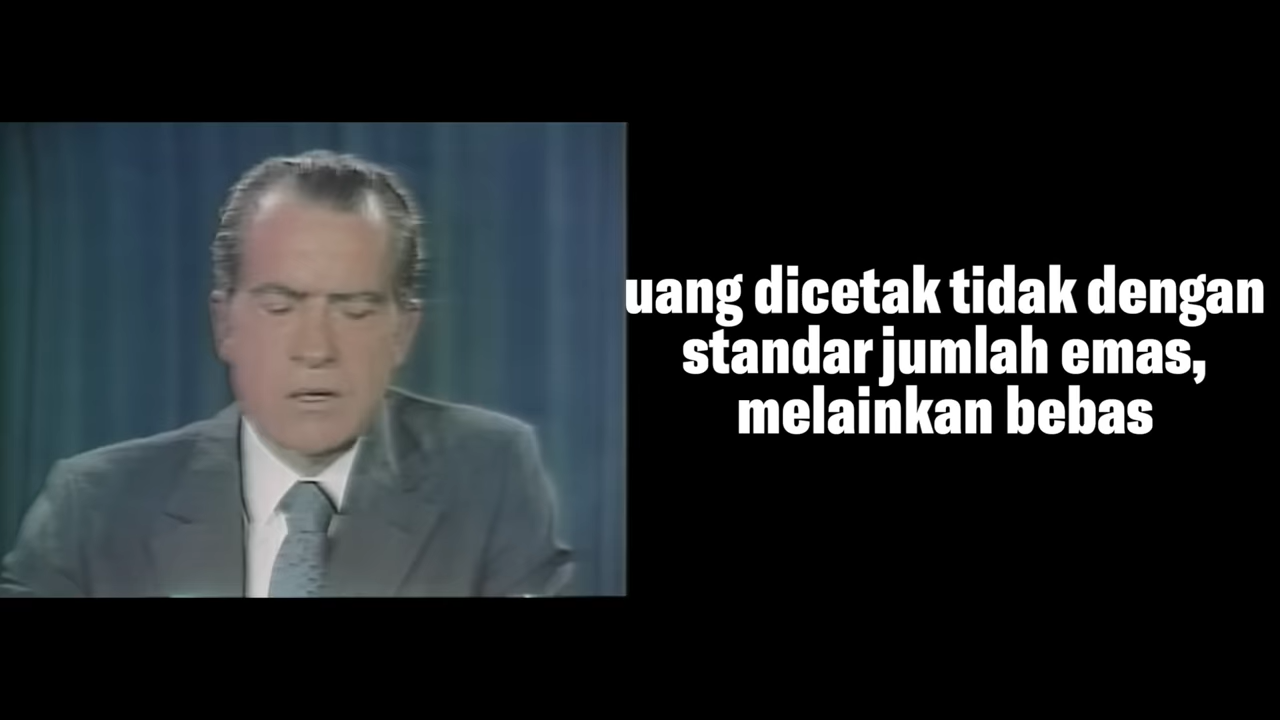 uang dicetak tidak dengan
standar jumlah emas,
melainkan bebas